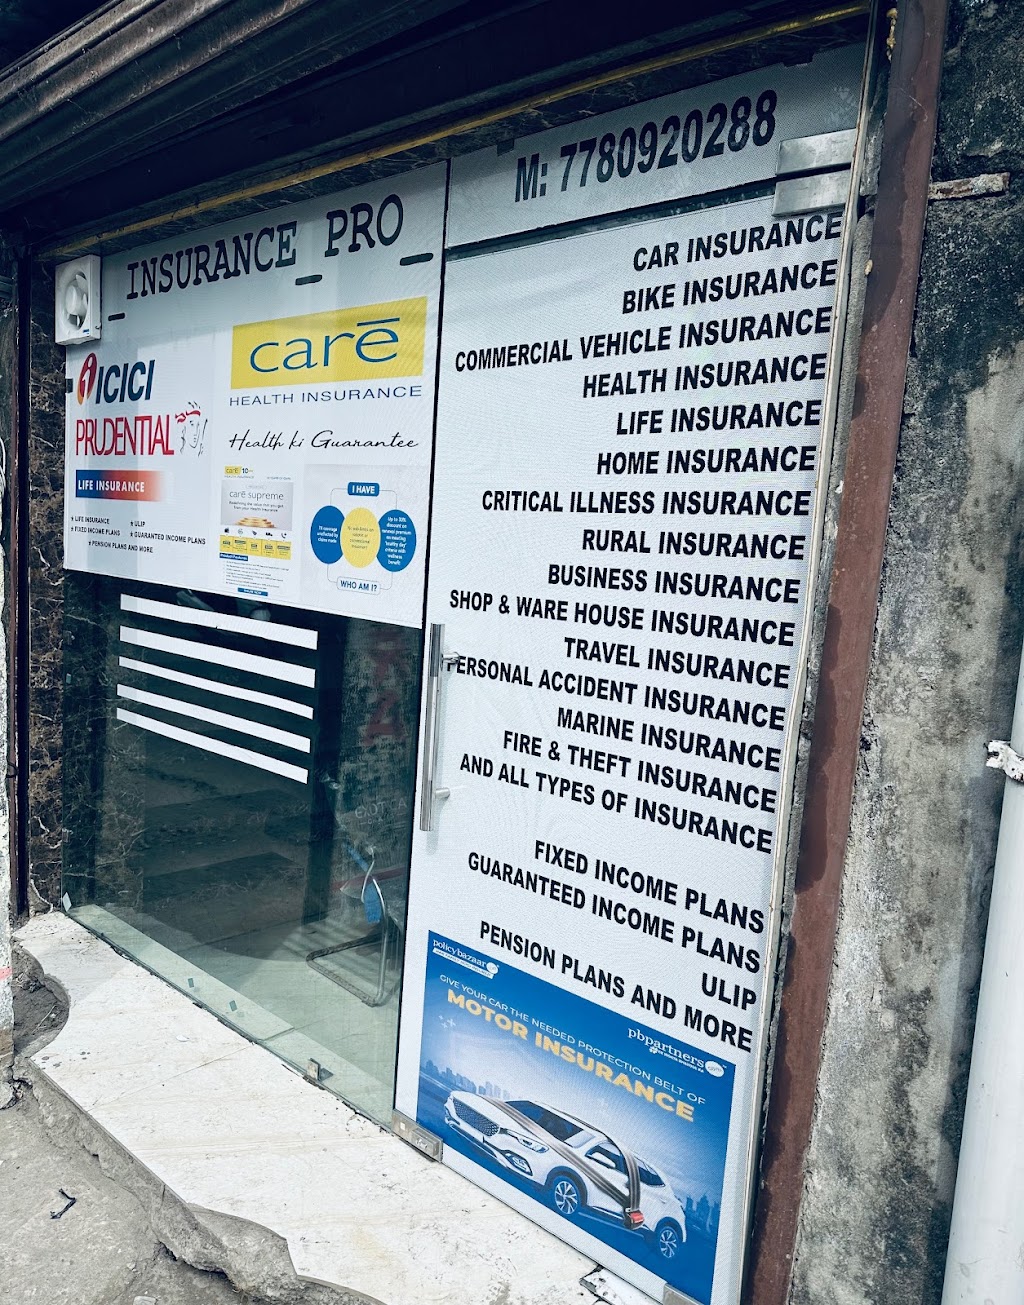 M: 7780920288
INSURANCE PRO
ICICI
PRUDENTIAL
LIFE INSURANCE
LIFE INSURANCE
ULIP
FIXED INCOME PLANS
GUARANTEED INCOME PLANS
PENSION PLANS AND MORE
carē
HEALTH INSURANCE
Health ki Guarantee
care supreme
I HAVE
WHO AM I?
CAR INSURANCE
BIKE INSURANCE
COMMERCIAL VEHICLE INSURANCE
HEALTH INSURANCE
LIFE INSURANCE
HOME INSURANCE
CRITICAL ILLNESS INSURANCE
RURAL INSURANCE
BUSINESS INSURANCE
SHOP & WARE HOUSE INSURANCE
TRAVEL INSURANCE
PERSONAL ACCIDENT INSURANCE
MARINE INSURANCE
FIRE & THEFT INSURANCE
AND ALL TYPES OF INSURANCE
FIXED INCOME PLANS
GUARANTEED INCOME PLANS
ULIP
PENSION PLANS AND MORE
policybazaar
pbpartners
GIVE YOUR CAR THE NEEDED PROTECTION BELT OF
MOTOR INSURANCE